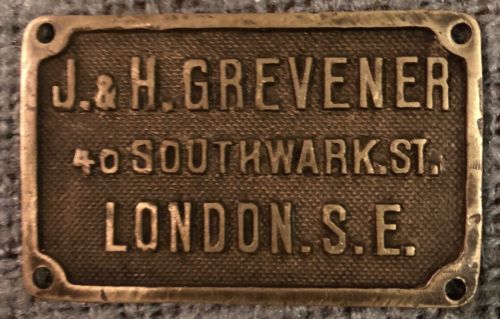 J. & H. GREVENER
40 SOUTHWARK. ST.
LONDON. S. E.